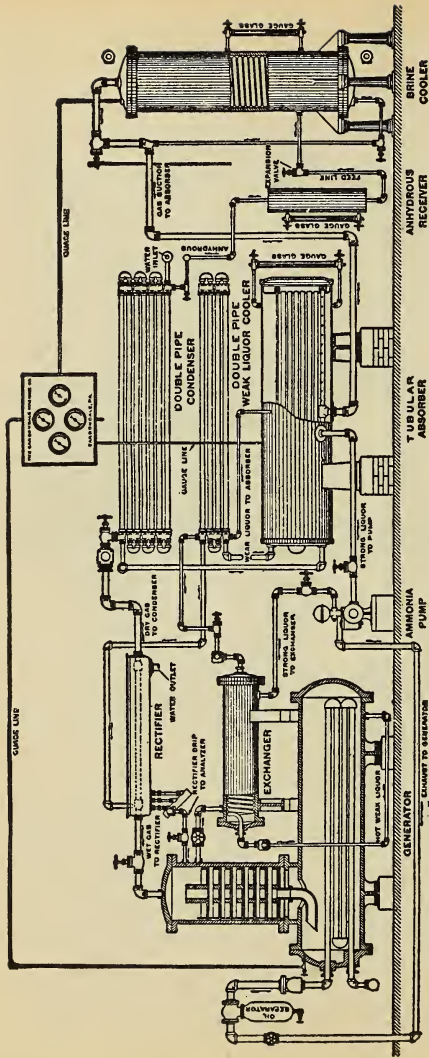 QUAGE LINE
QUAGE LINE
GAUGE GLASS
GAS SUCTION
TO ABSORBER
EXPANSION
VALVE
FEED LINE
GAUGE GLASS
ANHYDROUS
WATER
INLET
DOUBLE PIPE
CONDENSER
DOUBLE PIPE
WEAK LIQUOR COOLER
GAUGE GLASS
GAUGE LINE
WEAK LIQUOR TO ABSORBER
DRY GAS
TO CONDENSER
RECTIFIER
WATER OUTLET
WET GAS
TO RECTIFIER
RECTIFIER DRIP
TO ANALYZER
EXCHANGER
STRONG LIQUOR
TO EXCHANGER
STRONG LIQUOR
TO PUMP
HOT WEAK LIQUOR
OIL
SEPARATOR
GENERATOR
EXHAUST TO GENERATOR
AMMONIA
PUMP
TUBULAR
ABSORBER
ANHYDROUS
RECEIVER
BRINE
COOLER